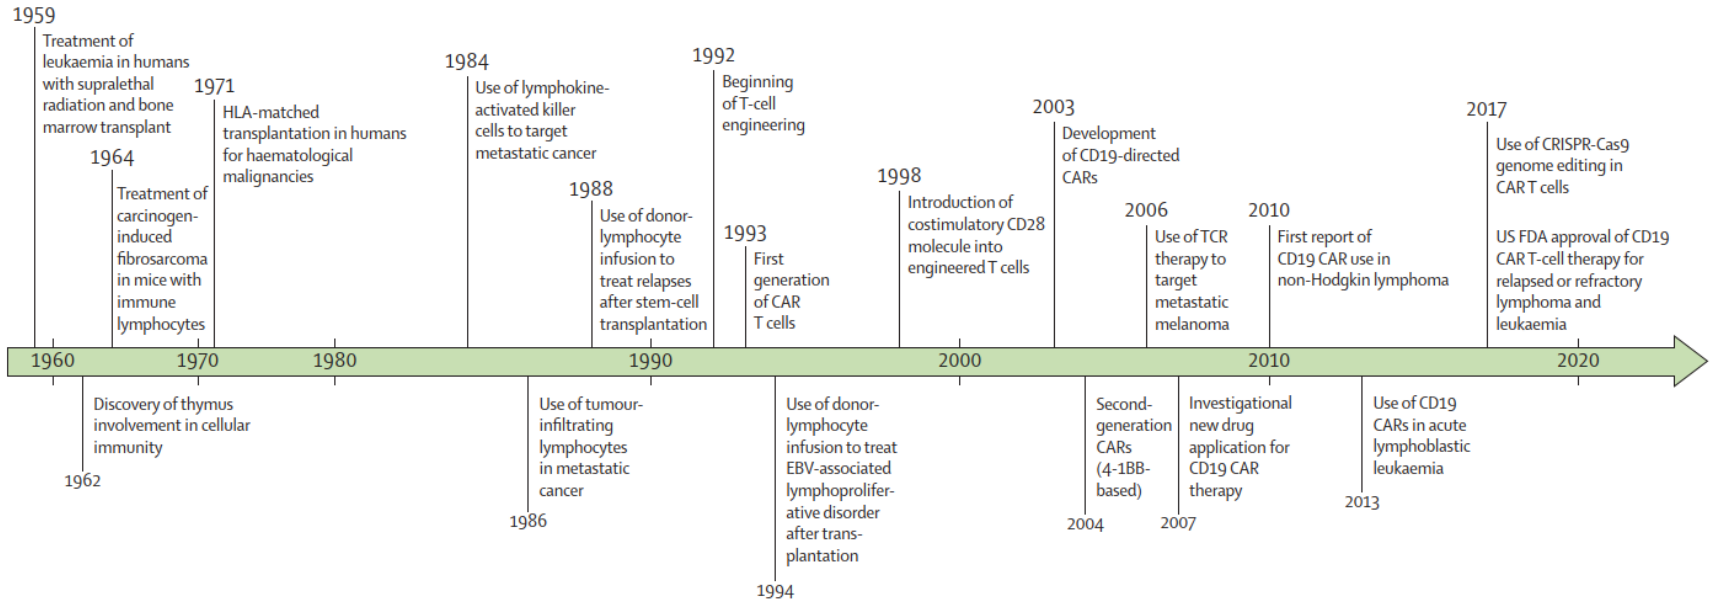 1959
Treatment of
leukaemia in humans
with supralethal
radiation and bone
marrow transplant
1964
Treatment of
carcinogen-
induced
fibrosarcoma
in mice with
immune
lymphocytes
1971
HLA-matched
transplantation in humans
for haematological
malignancies
1984
Use of lymphokine-
activated killer
cells to target
metastatic cancer
1988
Use of donor-
lymphocyte
infusion to
treat relapses
after stem-cell
transplantation
1992
Beginning
of T-cell
engineering
1993
First
generation
of CAR
T cells
1998
Introduction of
costimulatory CD28
molecule into
engineered T cells
2003
Development
of CD19-directed
CARs
2006
Use of TCR
therapy to
target
metastatic
melanoma
2010
First report of
CD19 CAR use in
non-Hodgkin lymphoma
2017
Use of CRISPR-Cas9
genome editing in
CAR T cells
US FDA approval of CD19
CAR T-cell therapy for
relapsed or refractory
lymphoma and
leukaemia
1960 1970 1980 1990 2000 2010 2020
Discovery of thymus
involvement in cellular
immunity
1962
Use of tumour-
infiltrating
lymphocytes
in metastatic
cancer
1986
Use of donor-
lymphocyte
infusion to treat
EBV-associated
lymphoprolifer-
ative disorder
after trans-
plantation
1994
Second-
generation
CARs
(4-1BB-
based)
2004
Investigational
new drug
application for
CD19 CAR
therapy
2007
Use of CD19
CARs in acute
lymphoblastic
leukaemia
2013